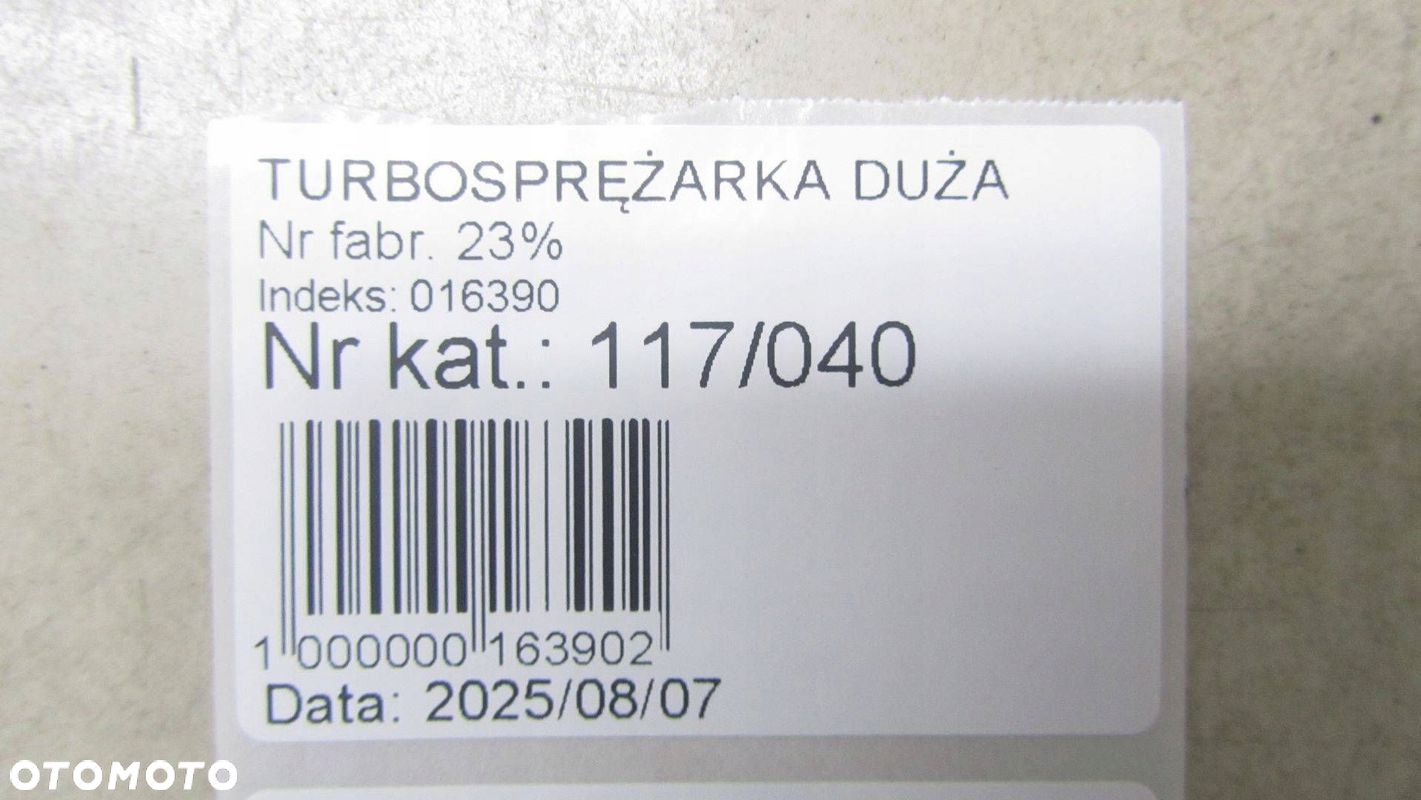 TURBOSPRĘŻARKA DUŻA
Nr fabr. 23%
Indeks: 016390
Nr kat.: 117/040
1 000000 163902
Data: 2025/08/07
OTOMOTO